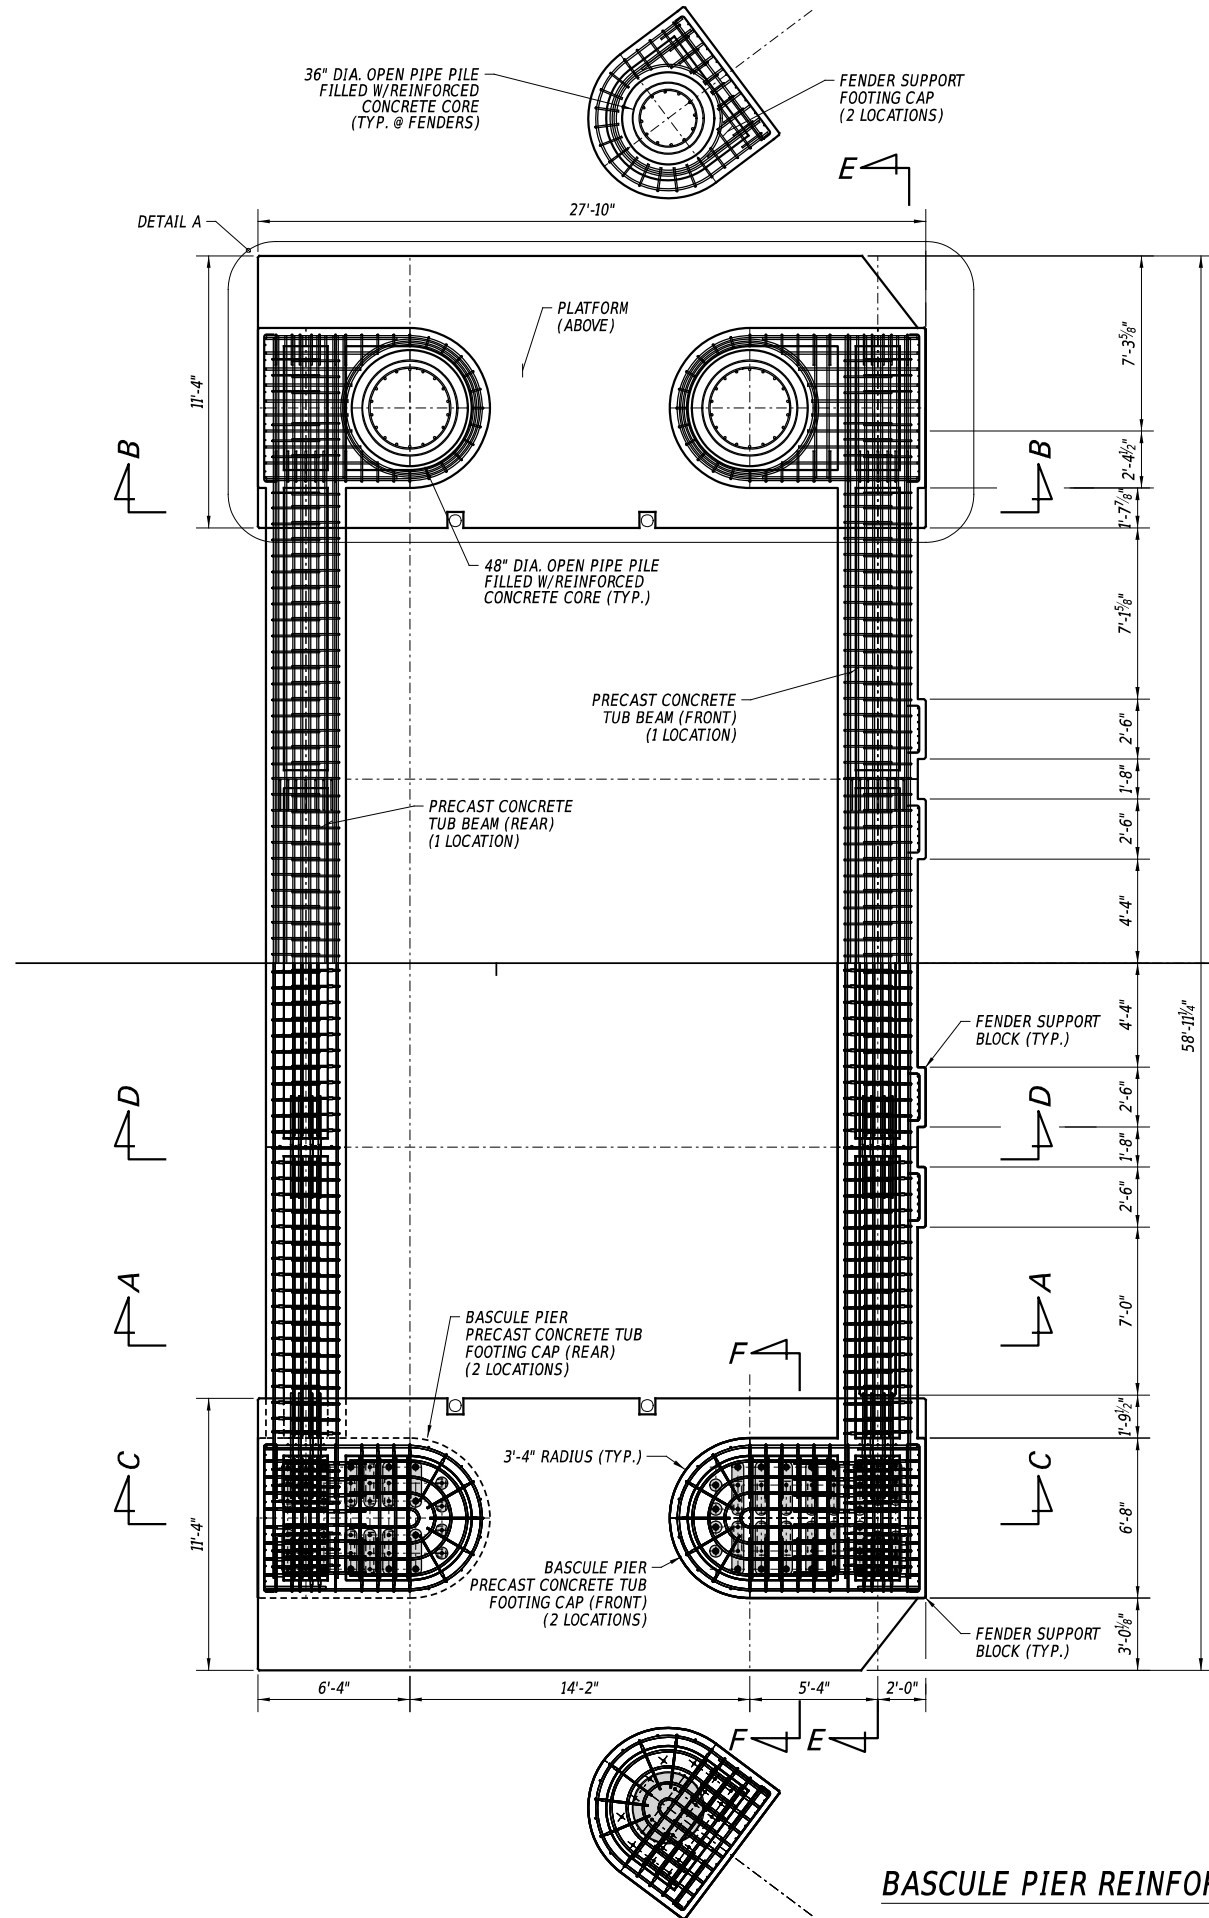 36" DIA. OPEN PIPE PILE
FILLED W/REINFORCED
CONCRETE CORE
(TYP. @ FENDERS)
FENDER SUPPORT
FOOTING CAP
(2 LOCATIONS)
E
DETAIL A
27'-10"
PLATFORM
(ABOVE)
11'-4"
7'-3⅝"
B
B
2'-4½"
1'-7⅞"
48" DIA. OPEN PIPE PILE
FILLED W/REINFORCED
CONCRETE CORE (TYP.)
7'-1⅝"
PRECAST CONCRETE
TUB BEAM (FRONT)
(1 LOCATION)
2'-6"
1'-8"
PRECAST CONCRETE
TUB BEAM (REAR)
(1 LOCATION)
2'-6"
4'-4"
4'-4"
58'-11¼"
FENDER SUPPORT
BLOCK (TYP.)
D
D
2'-6"
1'-8"
2'-6"
A
A
7'-0"
BASCULE PIER
PRECAST CONCRETE TUB
FOOTING CAP (REAR)
(2 LOCATIONS)
F
1'-9½"
3'-4" RADIUS (TYP.)
C
C
11'-4"
6'-8"
BASCULE PIER
PRECAST CONCRETE TUB
FOOTING CAP (FRONT)
(2 LOCATIONS)
FENDER SUPPORT
BLOCK (TYP.)
3'-0⅛"
6'-4"
14'-2"
5'-4"
2'-0"
F
E
BASCULE PIER REINFOR